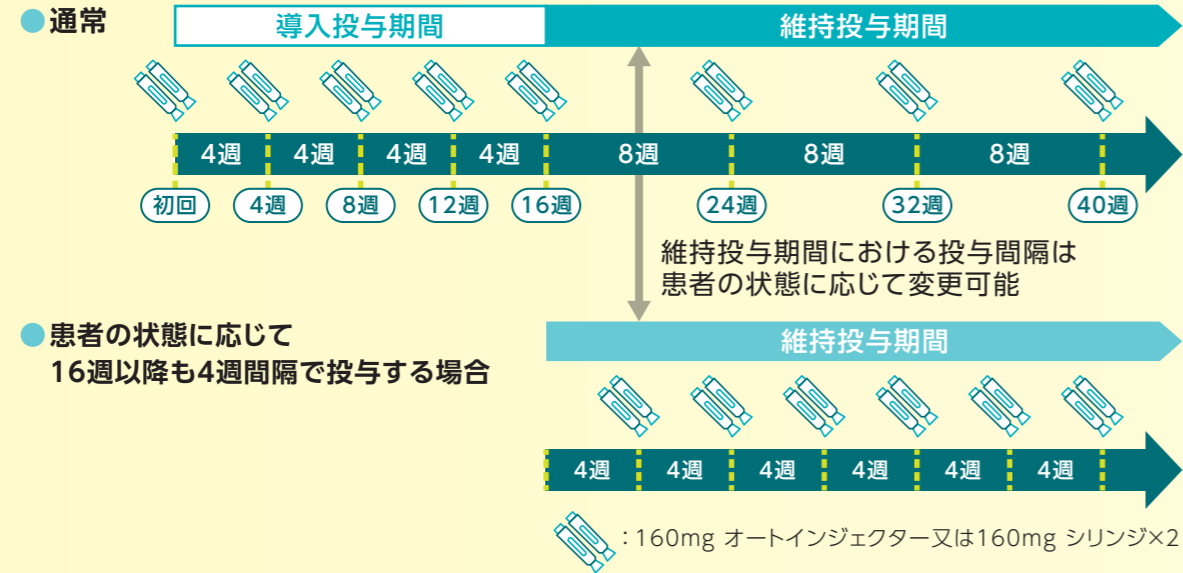 ●通常
導入投与期間
維持投与期間
4週 4週 4週 4週 8週 8週 8週
初回 4週 8週 12週 16週 24週 32週 40週
維持投与期間における投与間隔は
患者の状態に応じて変更可能
●患者の状態に応じて
16週以降も4週間隔で投与する場合
維持投与期間
4週 4週 4週 4週 4週 4週
：160mg オートインジェクター又は160mg シリンジ×2